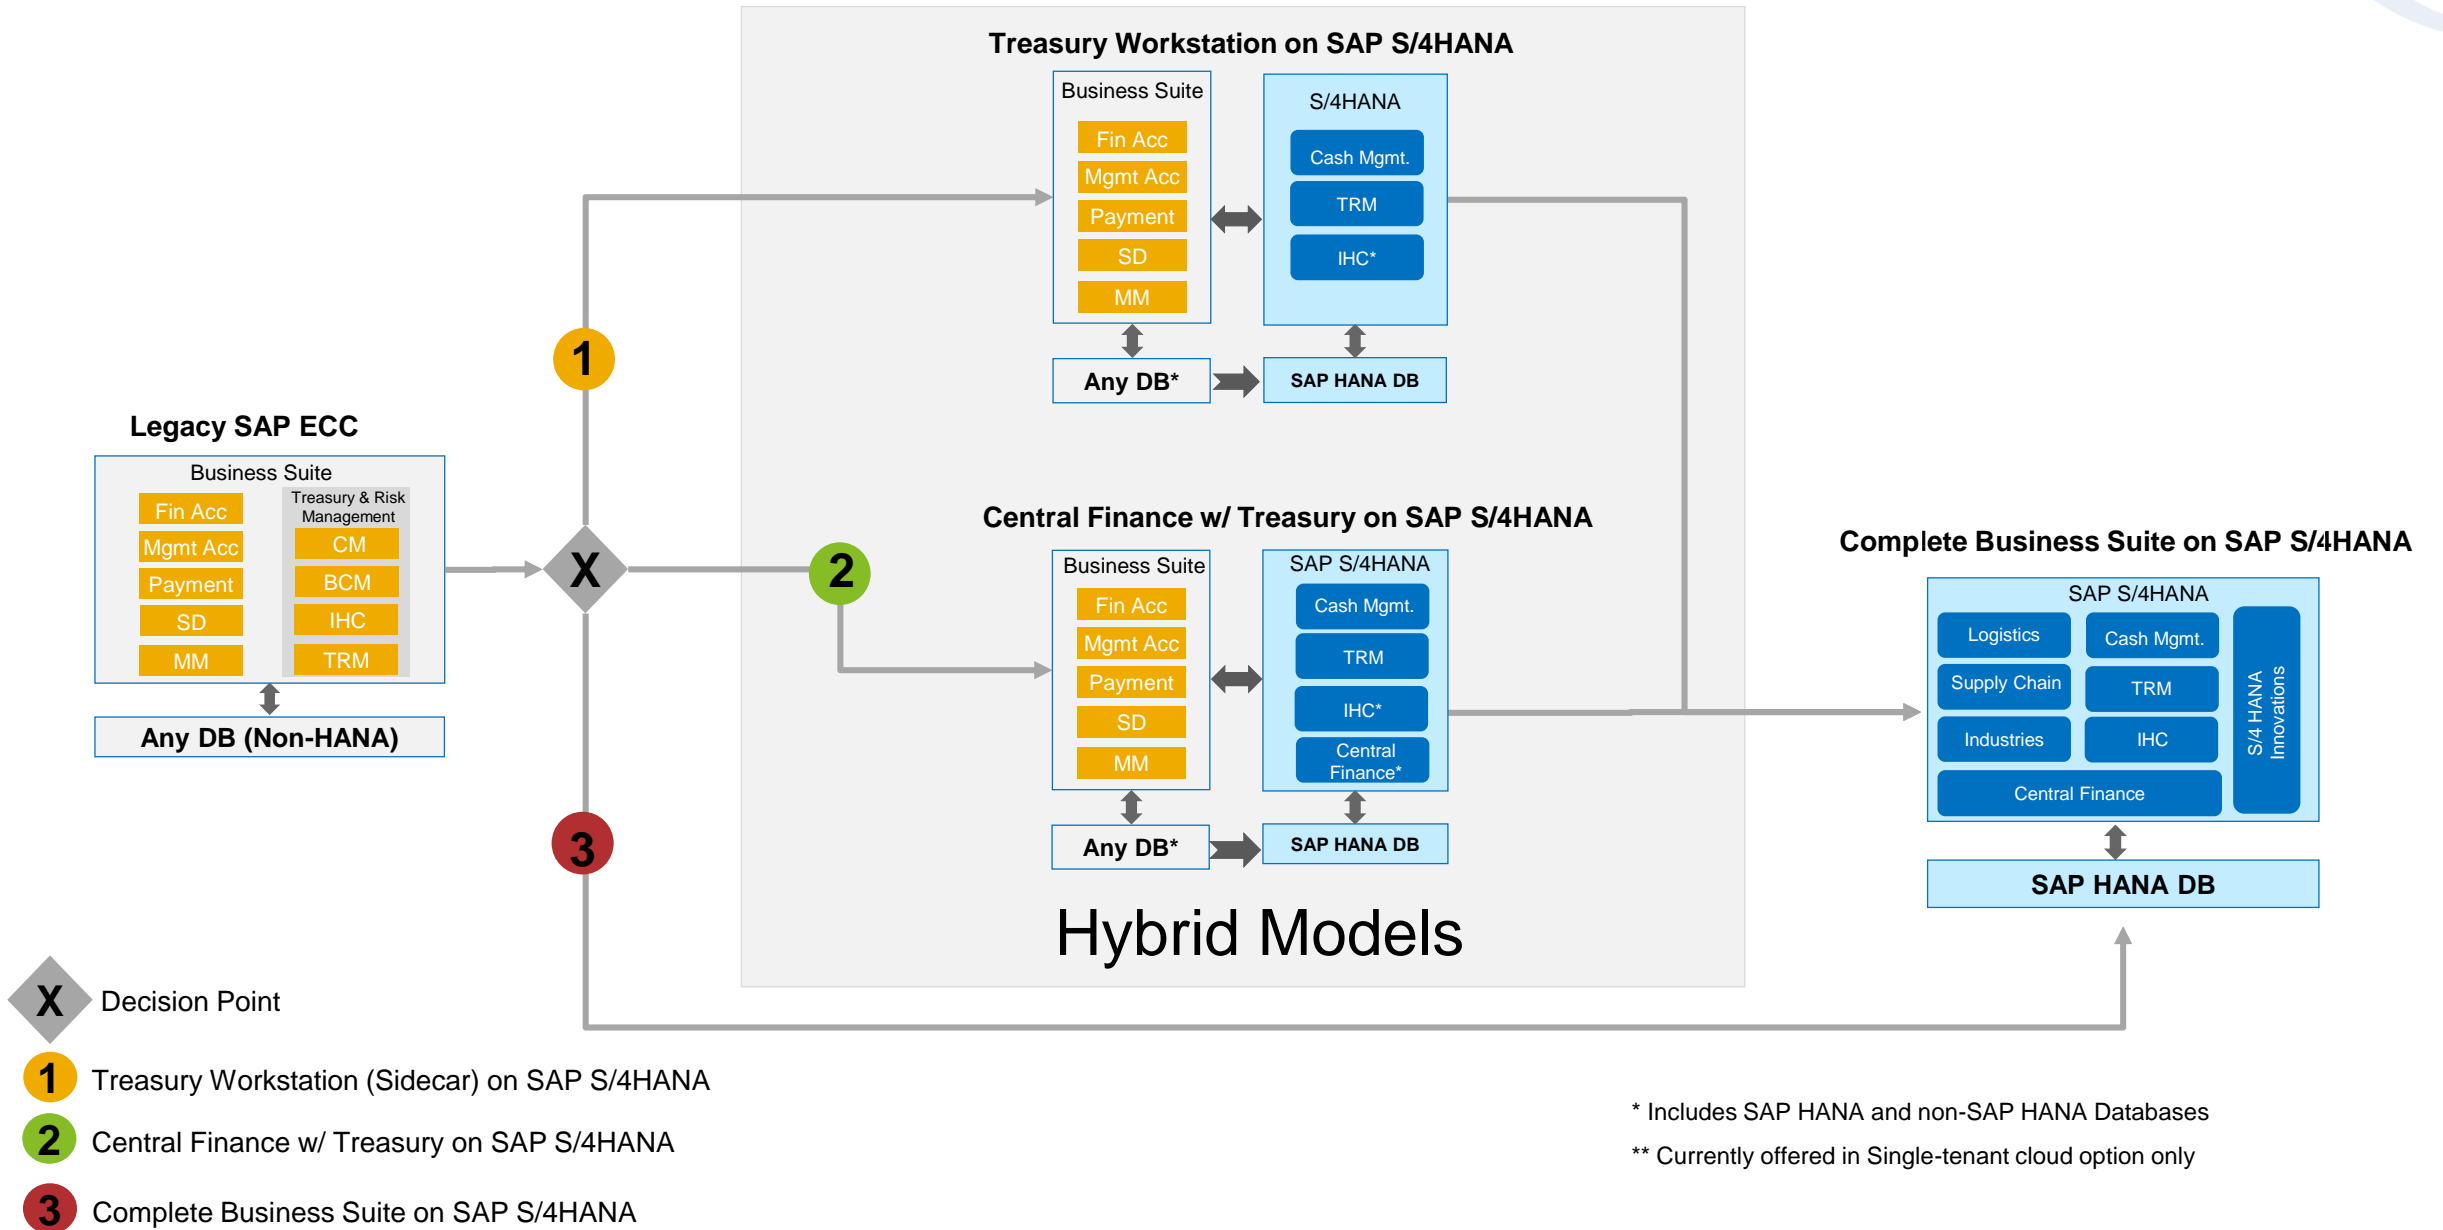 Treasury Workstation on SAP S/4HANA
Business Suite
Fin Acc
Mgmt Acc
Payment
SD
MM
S/4HANA
Cash Mgmt.
TRM
IHC*
Any DB*
SAP HANA DB
1
Legacy SAP ECC
Business Suite
Fin Acc
Mgmt Acc
Payment
SD
MM
Treasury & Risk
Management
CM
BCM
IHC
TRM
Any DB (Non-HANA)
X
2
3
Central Finance w/ Treasury on SAP S/4HANA
Business Suite
Fin Acc
Mgmt Acc
Payment
SD
MM
SAP S/4HANA
Cash Mgmt.
TRM
IHC*
Central
Finance*
Any DB*
SAP HANA DB
Hybrid Models
Complete Business Suite on SAP S/4HANA
SAP S/4HANA
Logistics
Supply Chain
Industries
Cash Mgmt.
TRM
IHC
Central Finance
S/4 HANA
Innovations
SAP HANA DB
X Decision Point
1 Treasury Workstation (Sidecar) on SAP S/4HANA
2 Central Finance w/ Treasury on SAP S/4HANA
3 Complete Business Suite on SAP S/4HANA
* Includes SAP HANA and non-SAP HANA Databases
** Currently offered in Single-tenant cloud option only